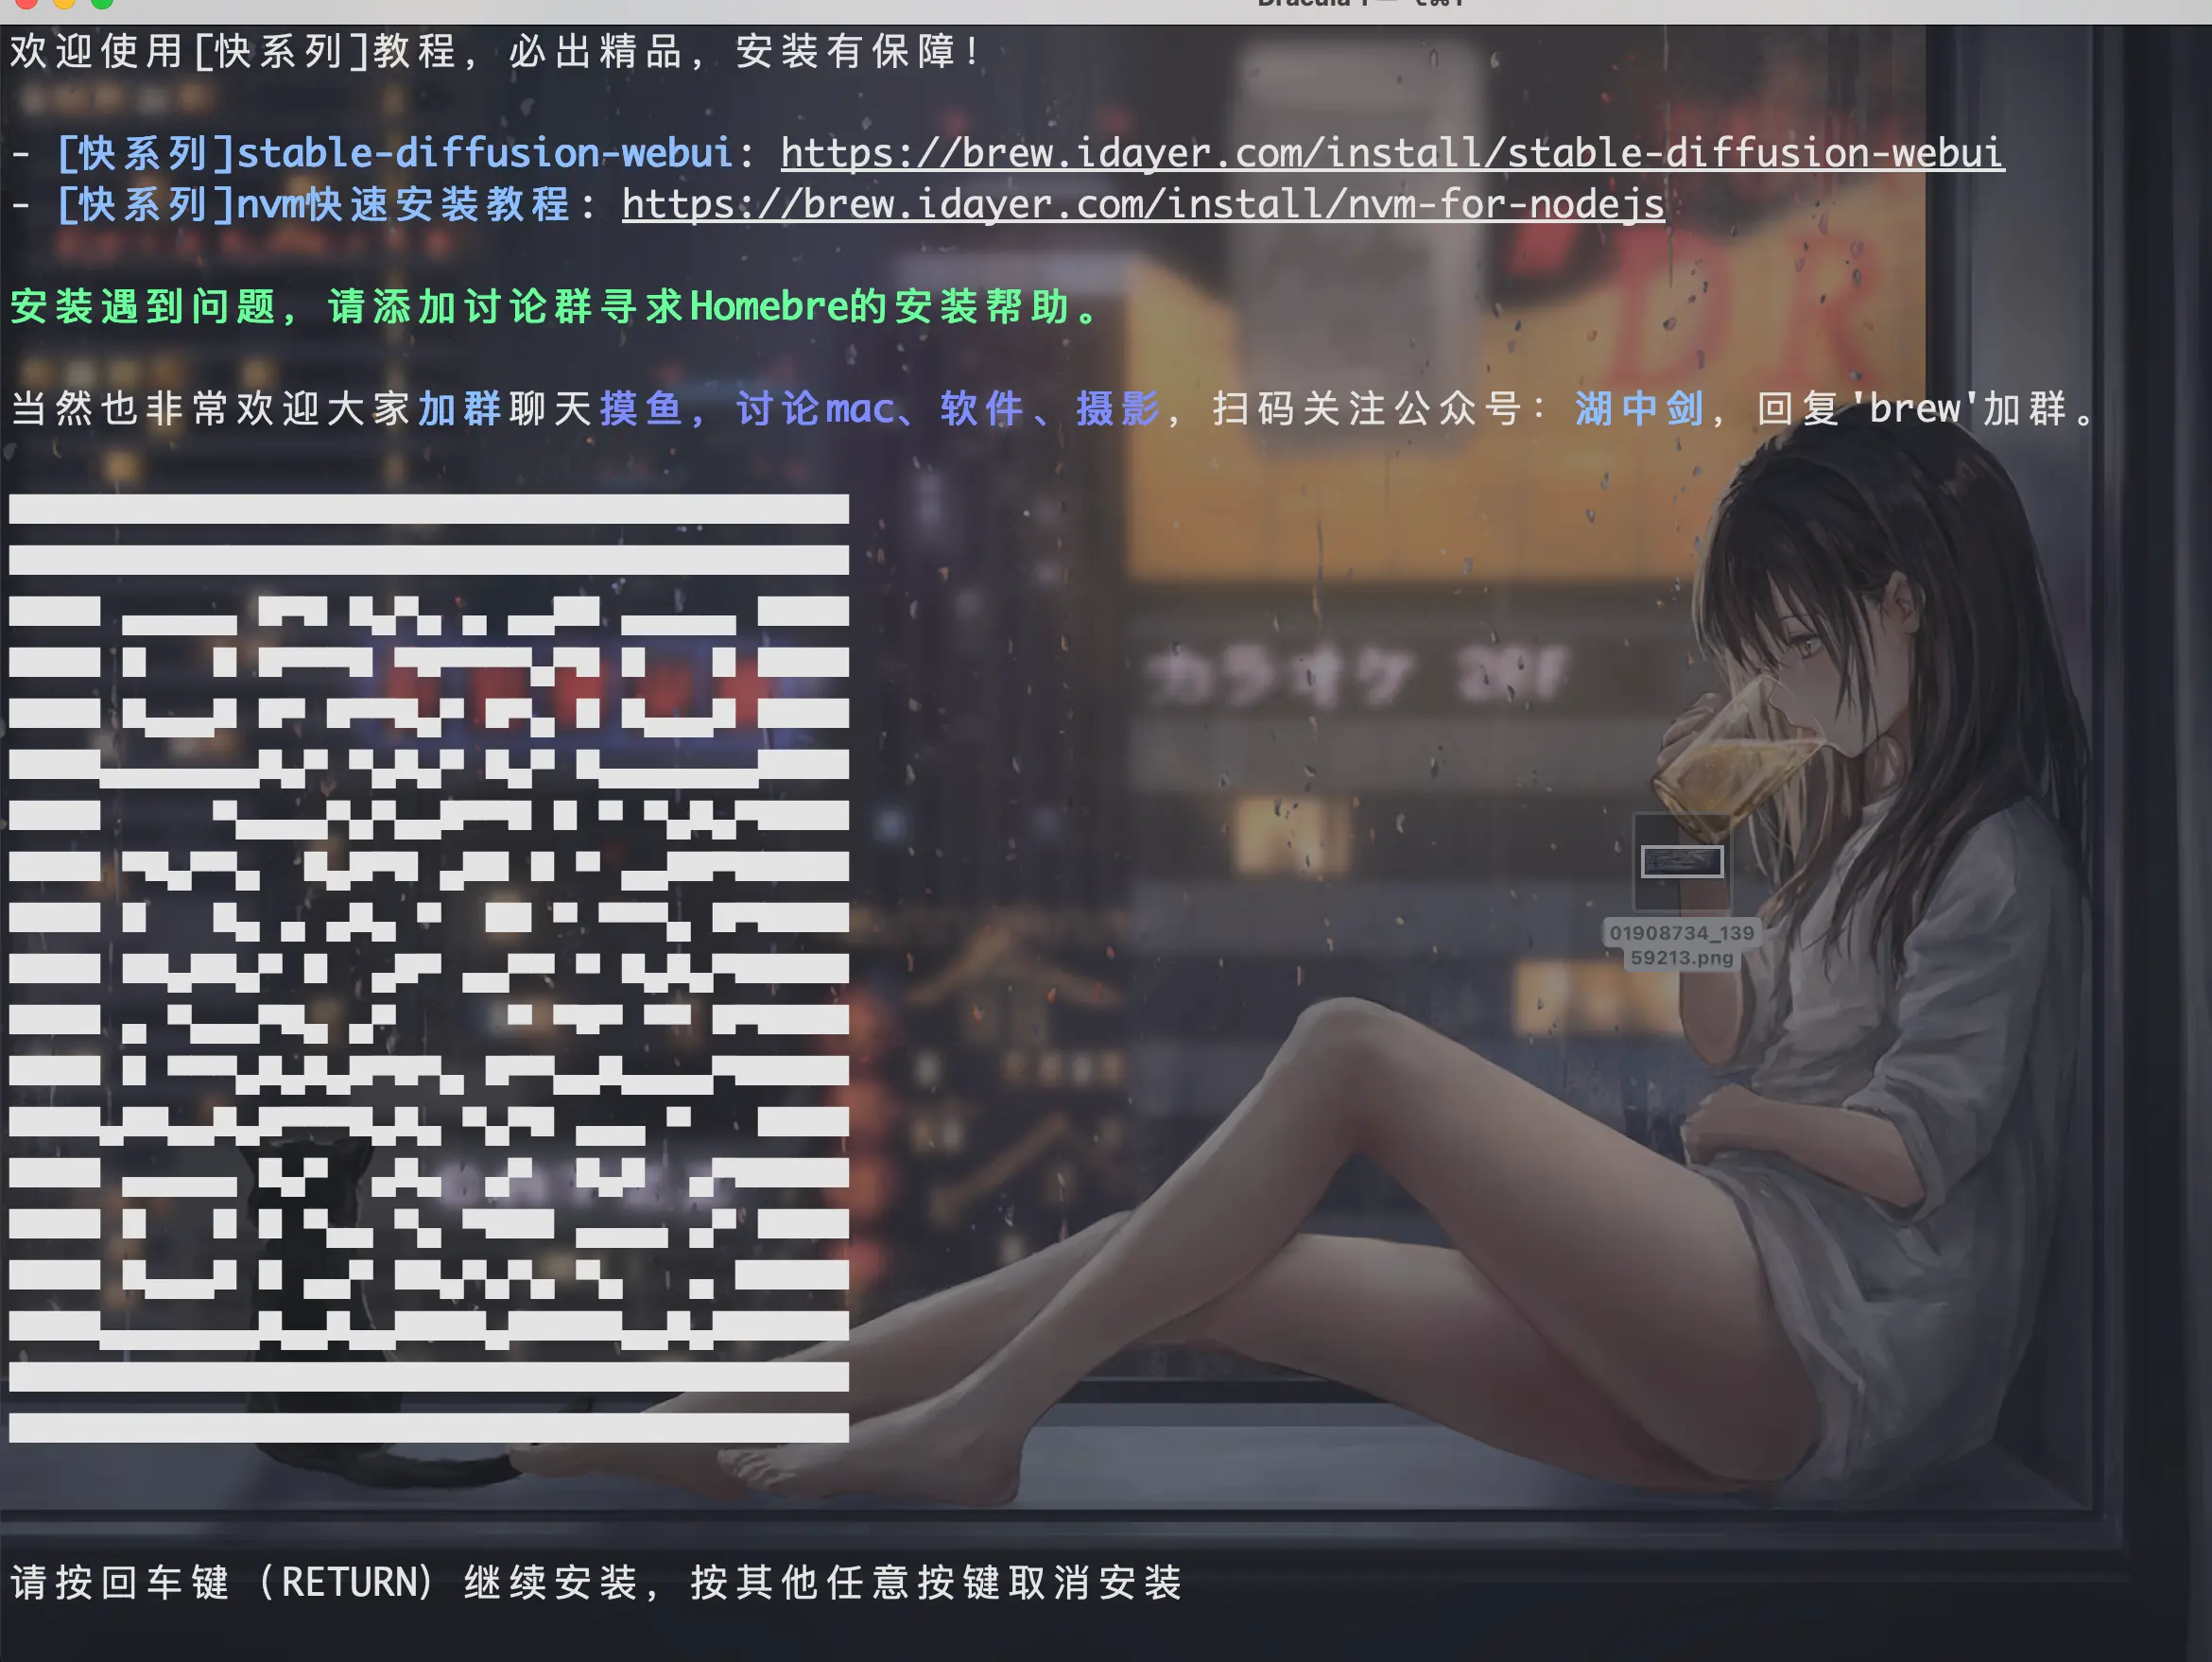 欢迎使用[快系列]教程，必出精品，安装有保障！
- [快系列]stable-diffusion-webui: https://brew.idayer.com/install/stable-diffusion-webui
- [快系列]nvm快速安装教程: https://brew.idayer.com/install/nvm-for-nodejs
安装遇到问题，请添加讨论群寻求Homebre的安装帮助。
当然也非常欢迎大家加群聊天摸鱼，讨论mac、软件、摄影，扫码关注公众号：湖中剑，回复'brew'加群。
DR
カラオケ
01908734_139
59213.png
请按回车键（RETURN）继续安装，按其他任意按键取消安装